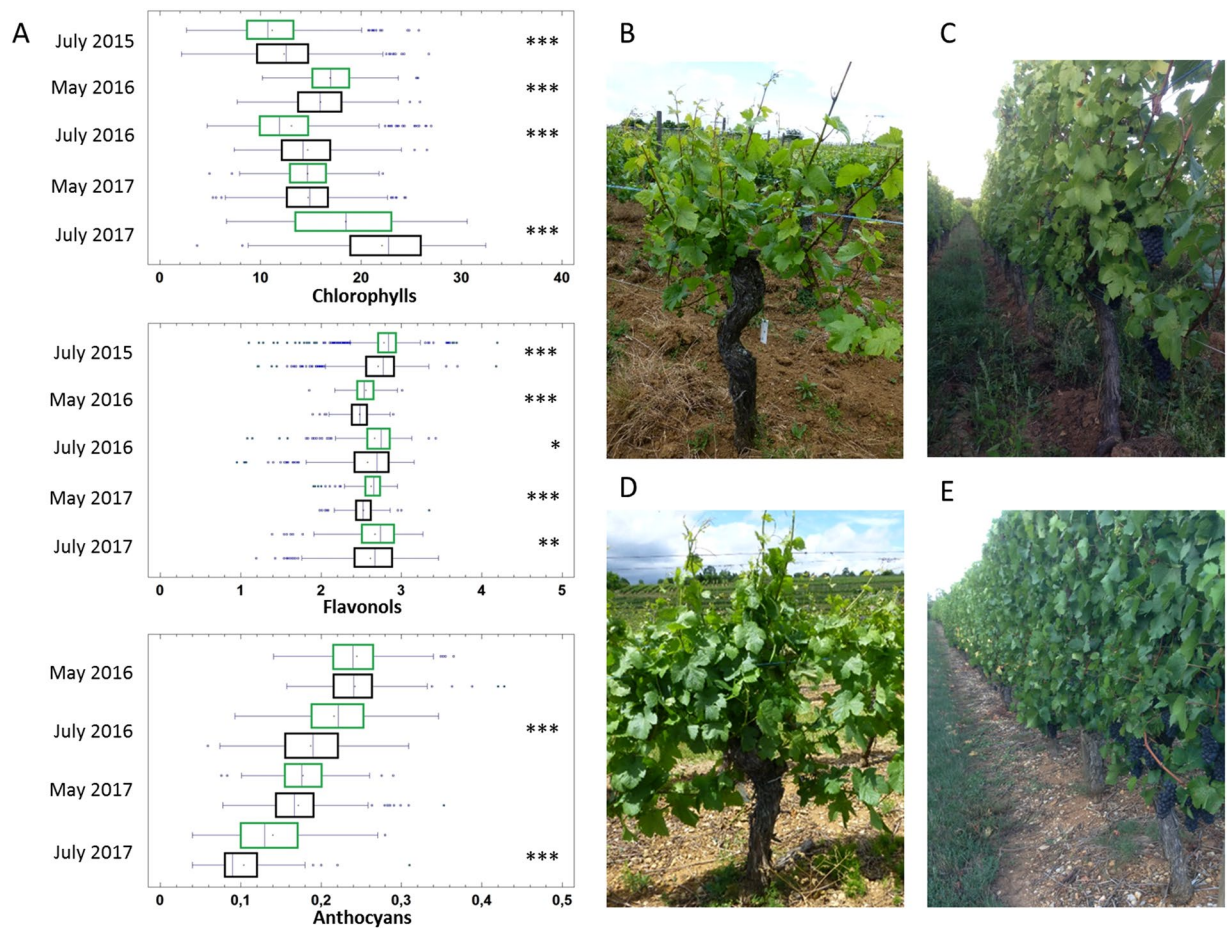 A
July 2015 ***
May 2016 ***
July 2016 ***
May 2017
July 2017 ***
0 10 20 30 40
Chlorophylls
July 2015 ***
May 2016 ***
July 2016 *
May 2017 ***
July 2017 **
0 1 2 3 4 5
Flavonols
May 2016
July 2016 ***
May 2017
July 2017 ***
0 0,1 0,2 0,3 0,4 0,5
Anthocyans
B
C
D
E